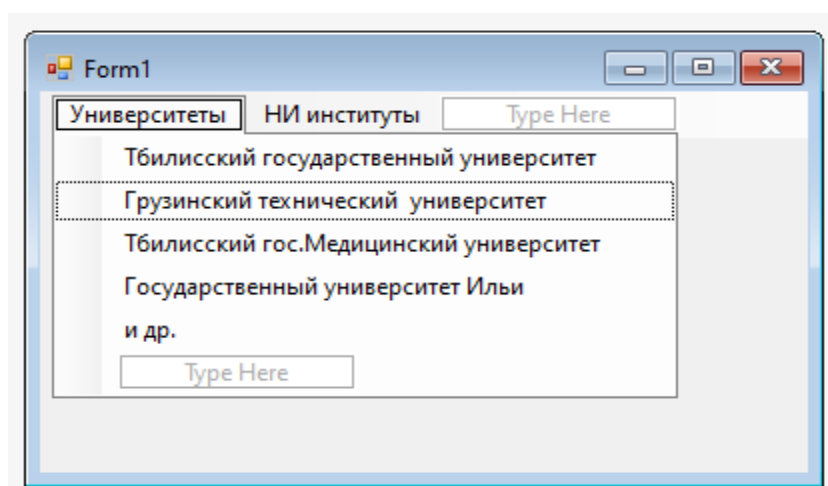 Form1
Университеты НИ институты Type Here
Тбилисский государственный университет
Грузинский технический университет
Тбилисский гос.Медицинский университет
Государственный университет Ильи
и др.
Type Here